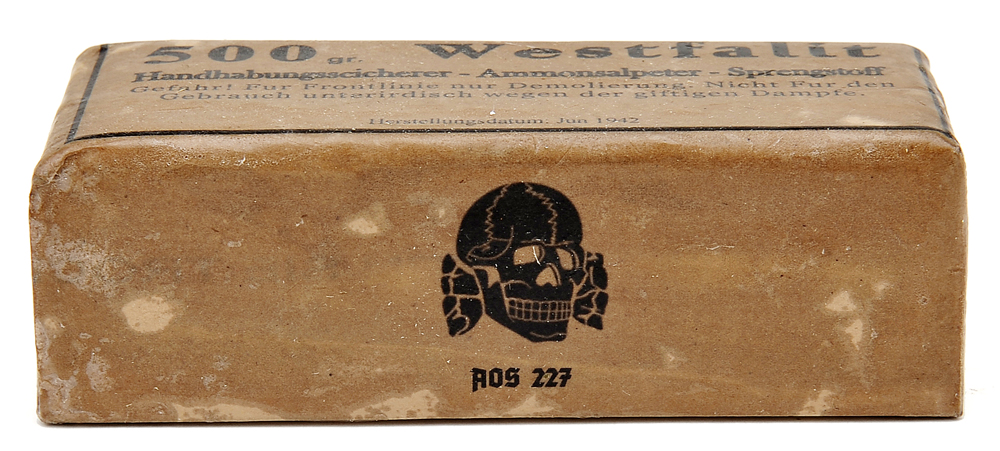 500 gr. Westfalit
Handhabungsseicherer - Ammonsalpeter - Sprengstoff
Gefahr! Fur Frontlinie nur Demolierung. Nicht Fur den
Gebrauch unterirdisch wegen der giftigen Dampfe.
Herstellungsdatum. Jun 1942
AOS 227